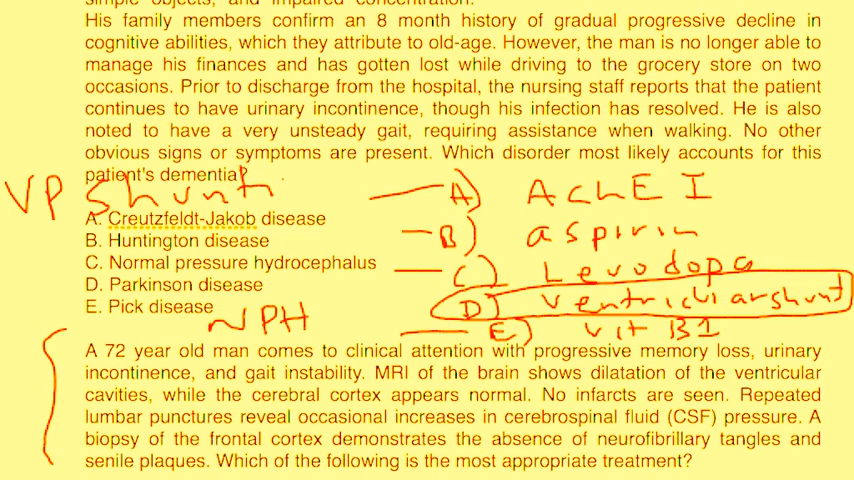 simple objects, and impaired concentration.
His family members confirm an 8 month history of gradual progressive decline in
cognitive abilities, which they attribute to old-age. However, the man is no longer able to
manage his finances and has gotten lost while driving to the grocery store on two
occasions. Prior to discharge from the hospital, the nursing staff reports that the patient
continues to have urinary incontinence, though his infection has resolved. He is also
noted to have a very unsteady gait, requiring assistance when walking. No other
obvious signs or symptoms are present. Which disorder most likely accounts for this
patient's dementia?
VP Shunt
A. Creutzfeldt-Jakob disease
B. Huntington disease
C. Normal pressure hydrocephalus
D. Parkinson disease
E. Pick disease
NPH
A) AchEI
B) aspirin
C) Levodopa
D) ventricular shunt
E) vit B1
A 72 year old man comes to clinical attention with progressive memory loss, urinary
incontinence, and gait instability. MRI of the brain shows dilatation of the ventricular
cavities, while the cerebral cortex appears normal. No infarcts are seen. Repeated
lumbar punctures reveal occasional increases in cerebrospinal fluid (CSF) pressure. A
biopsy of the frontal cortex demonstrates the absence of neurofibrillary tangles and
senile plaques. Which of the following is the most appropriate treatment?